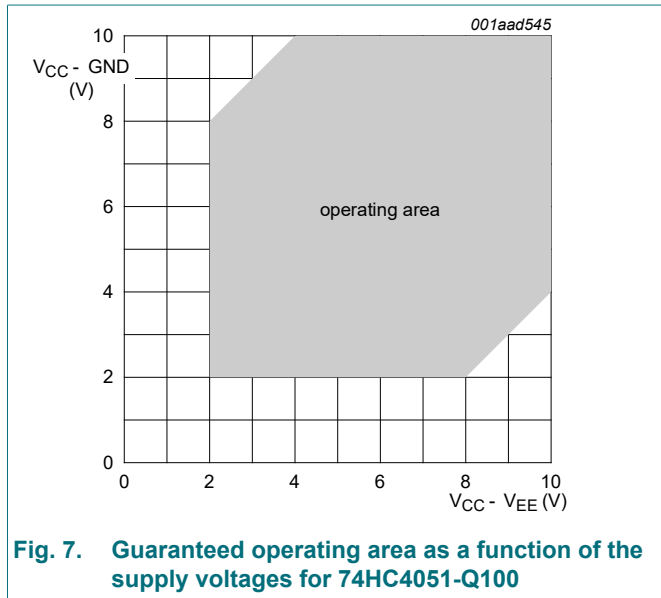 001aad545
10
VCC - GND
(V)
8
6
operating area
4
2
0
0 2 4 6 8 10
VCC - VEE (V)
Fig. 7. Guaranteed operating area as a function of the
supply voltages for 74HC4051-Q100